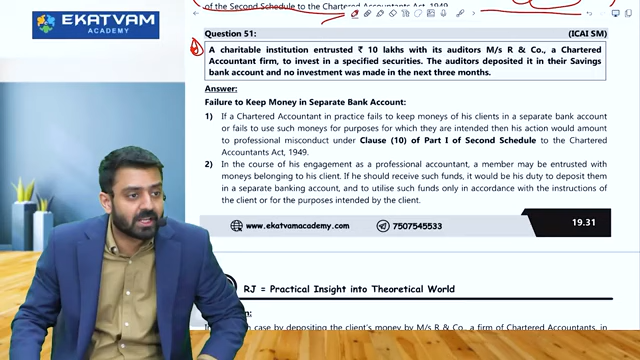 of the Second Schedule to the Chartered Accountants Act, 1949.
EKATVAM
ACADEMY
Question 51:
(ICAI SM)
A charitable institution entrusted ₹ 10 lakhs with its auditors M/s R & Co., a Chartered
Accountant firm, to invest in a specified securities. The auditors deposited it in their Savings
bank account and no investment was made in the next three months.
Answer:
Failure to Keep Money in Separate Bank Account:
1) If a Chartered Accountant in practice fails to keep moneys of his clients in a separate bank account
or fails to use such moneys for purposes for which they are intended then his action would amount
to professional misconduct under Clause (10) of Part I of Second Schedule to the Chartered
Accountants Act, 1949.
2) In the course of his engagement as a professional accountant, a member may be entrusted with
moneys belonging to his client. If he should receive such funds, it would be his duty to deposit them
in a separate banking account, and to utilise such funds only in accordance with the instructions of
the client or for the purposes intended by the client.
www.ekatvamacademy.com
7507545533
19.31
RJ = Practical Insight into Theoretical World
case by depositing the client's money by M/s R & Co., a firm of Chartered Accountants, in